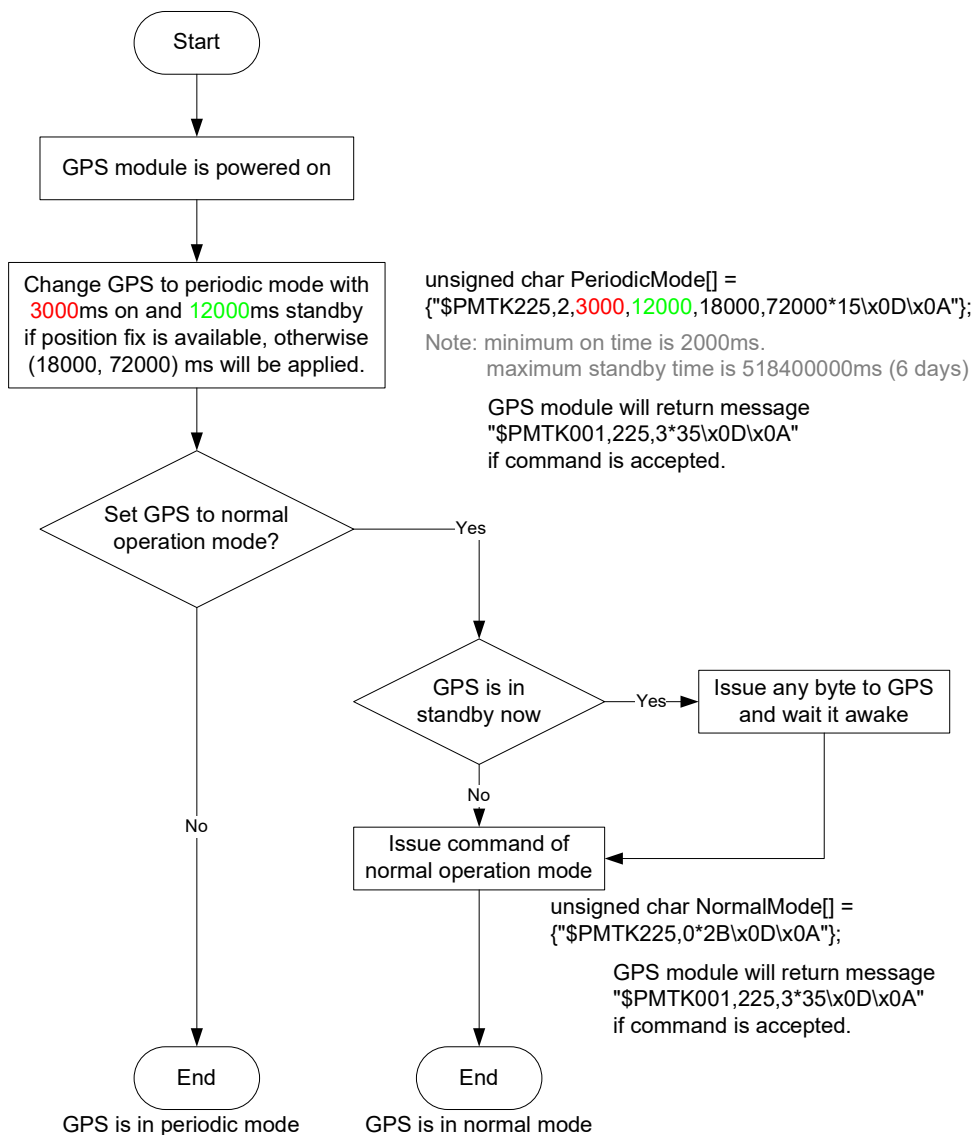 Start
GPS module is powered on
Change GPS to periodic mode with
3000ms on and 12000ms standby
if position fix is available, otherwise
(18000, 72000) ms will be applied.
unsigned char PeriodicMode[] =
{"$PMTK225,2,3000,12000,18000,72000*15\x0D\x0A"};
Note: minimum on time is 2000ms.
maximum standby time is 518400000ms (6 days)
GPS module will return message
"$PMTK001,225,3*35\x0D\x0A"
if command is accepted.
Set GPS to normal
operation mode?
Yes
GPS is in
standby now
Yes
Issue any byte to GPS
and wait it awake
No
No
Issue command of
normal operation mode
unsigned char NormalMode[] =
{"$PMTK225,0*2B\x0D\x0A"};
GPS module will return message
"$PMTK001,225,3*35\x0D\x0A"
if command is accepted.
End
GPS is in periodic mode
End
GPS is in normal mode